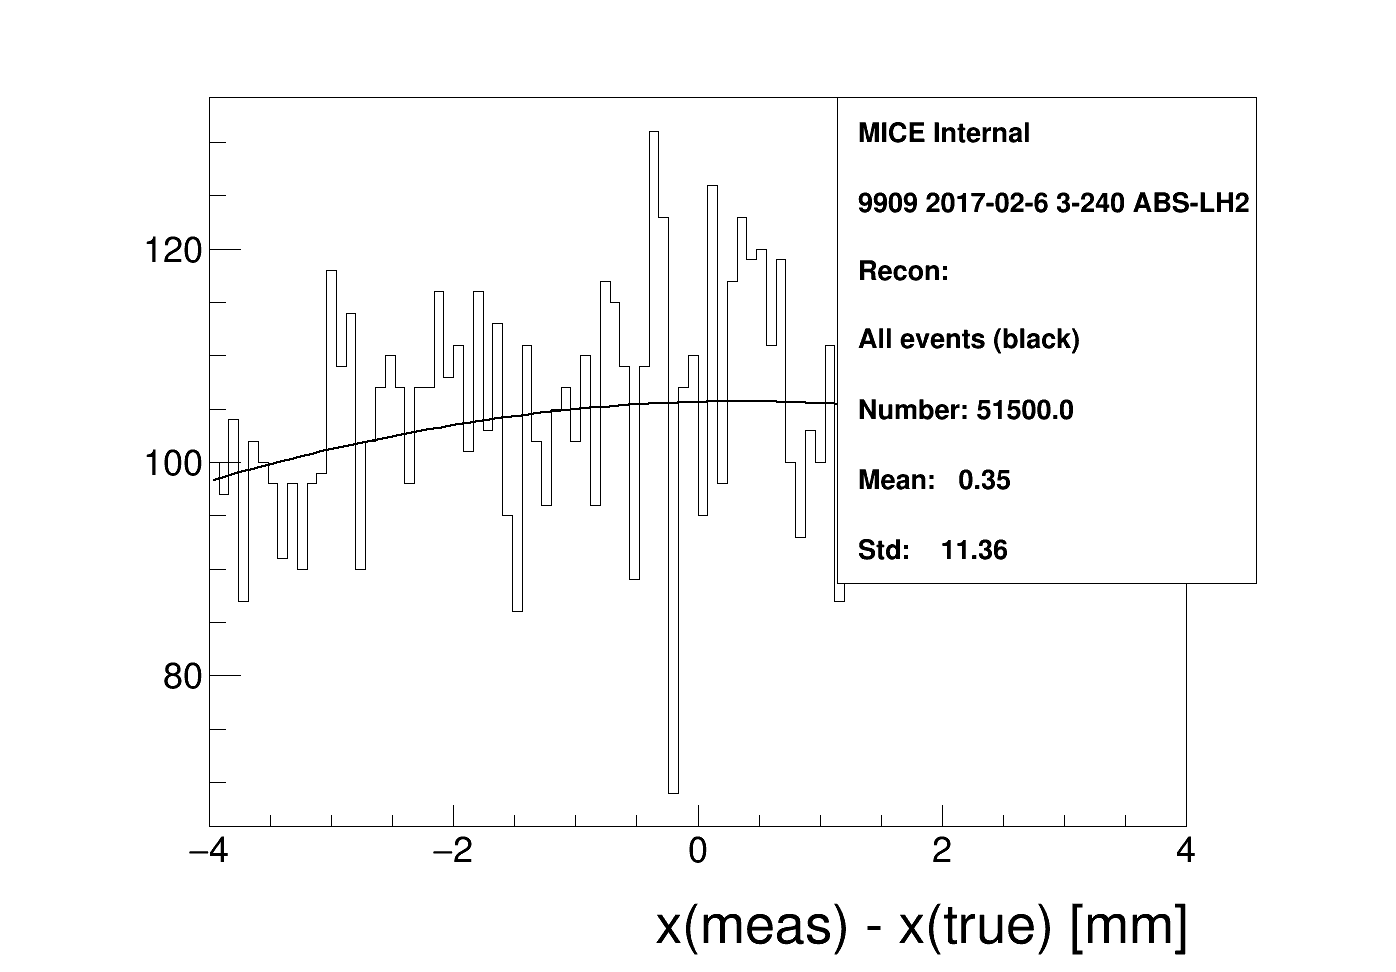 MICE Internal
9909 2017-02-6 3-240 ABS-LH2
Recon:
All events (black)
Number: 51500.0
Mean: 0.35
Std: 11.36
120
100
80
−4 −2 0 2 4
x(meas) - x(true) [mm]